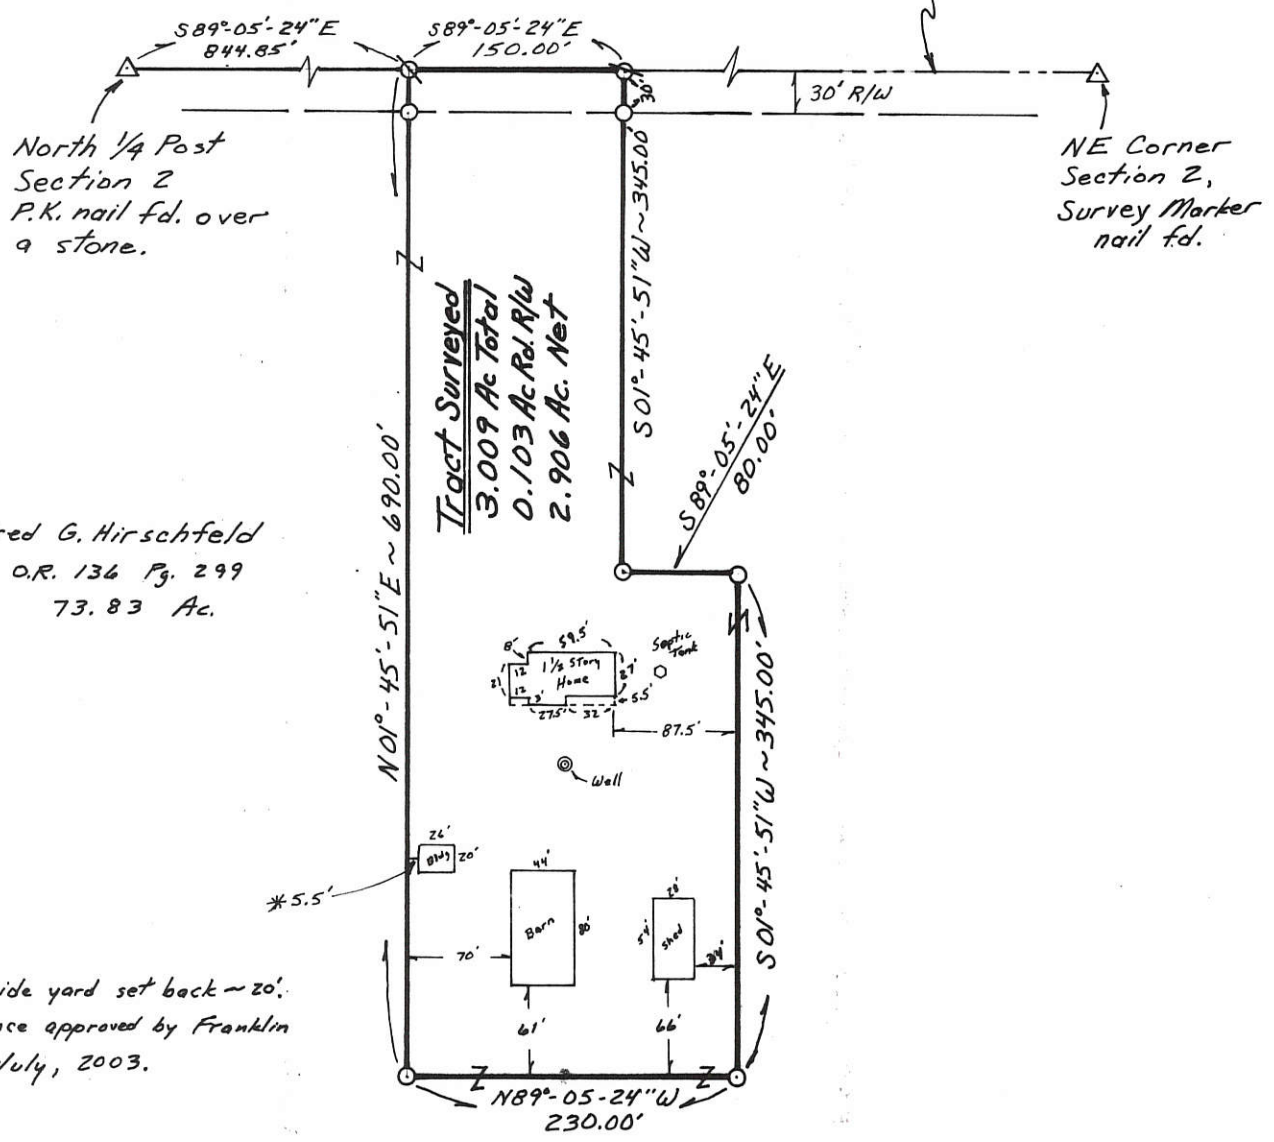 S89°-05'-24"E
844.85'
S89°-05'-24"E
150.00'
30'
30' R/W
North 1/4 Post
Section 2
P.K. nail fd. over
a stone.
NE Corner
Section 2,
Survey Marker
nail fd.
S01°-45'-51"W~345.00'
Tract Surveyed
3.009 Ac Total
0.103 Ac Rd. R/W
2.906 Ac. Net
N01°-45'-51"E ~ 690.00'
S89°-05'-24"E
80.00'
red G. Hirschfeld
O.R. 136 Pg. 299
73.83 Ac.
59.5'
8'
12
1 1/2 Story
Home
21
27'
12
3'
27.5'
32
5.5'
Septic
Tank
87.5'
Well
S01°-45'-51"W~345.00'
Bldg
20'
*5.5'
44'
Barn
80'
54'
Shed
70'
61'
66'
ide yard set back ~ 20'.
ce approved by Franklin
July, 2003.
N89°-05-24"W
230.00'